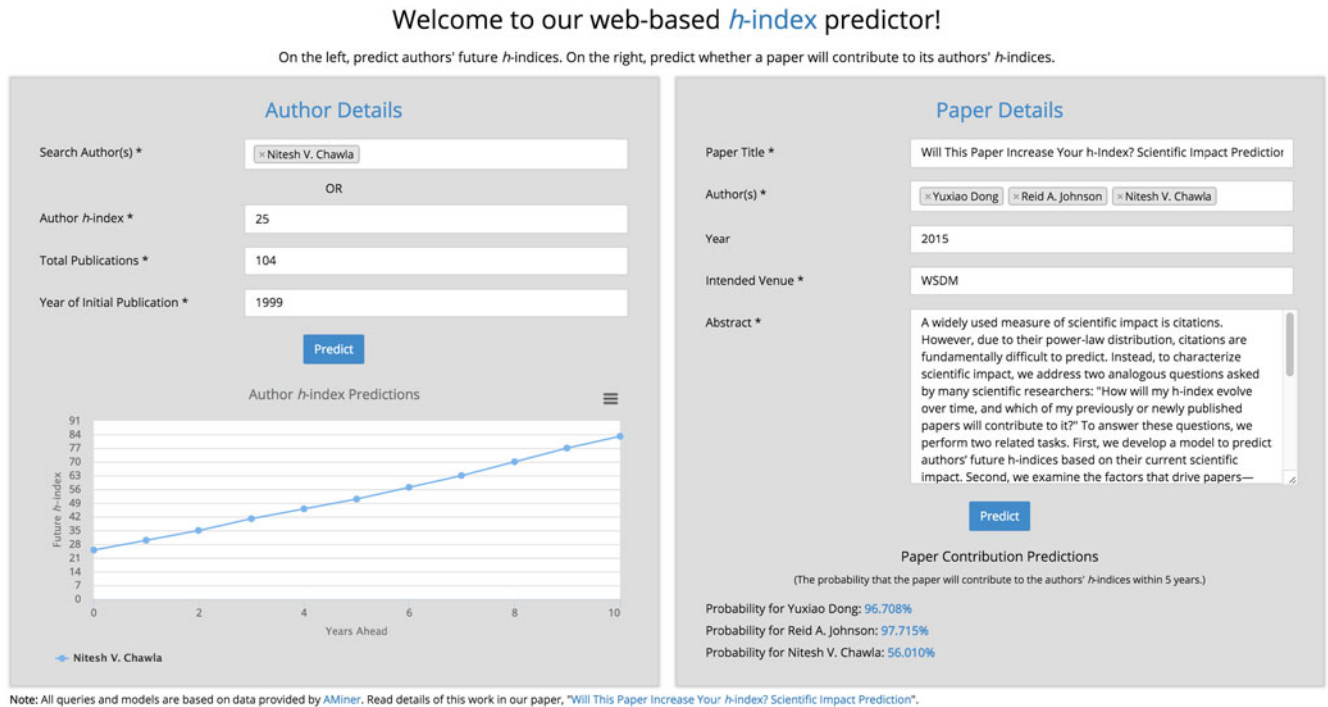 Welcome to our web-based h-index predictor!
On the left, predict authors' future h-indices. On the right, predict whether a paper will contribute to its authors' h-indices.
Author Details
Search Author(s) *
×Nitesh V. Chawla
OR
Author h-index *
25
Total Publications *
104
Year of Initial Publication *
1999
Predict
Author h-index Predictions
91
84
77
70
63
56
49
42
35
28
21
14
7
0
Future h-index
0 2 4 6 8 10
Years Ahead
Nitesh V. Chawla
Paper Details
Paper Title *
Will This Paper Increase Your h-Index? Scientific Impact Prediction
Author(s) *
×Yuxiao Dong ×Reid A. Johnson ×Nitesh V. Chawla
Year
2015
Intended Venue *
WSDM
Abstract *
A widely used measure of scientific impact is citations.
However, due to their power-law distribution, citations are
fundamentally difficult to predict. Instead, to characterize
scientific impact, we address two analogous questions asked
by many scientific researchers: "How will my h-index evolve
over time, and which of my previously or newly published
papers will contribute to it?" To answer these questions, we
perform two related tasks. First, we develop a model to predict
authors' future h-indices based on their current scientific
impact. Second, we examine the factors that drive papers—
Predict
Paper Contribution Predictions
(The probability that the paper will contribute to the authors' h-indices within 5 years.)
Probability for Yuxiao Dong: 96.708%
Probability for Reid A. Johnson: 97.715%
Probability for Nitesh V. Chawla: 56.010%
Note: All queries and models are based on data provided by AMiner. Read details of this work in our paper, "Will This Paper Increase Your h-index? Scientific Impact Prediction".